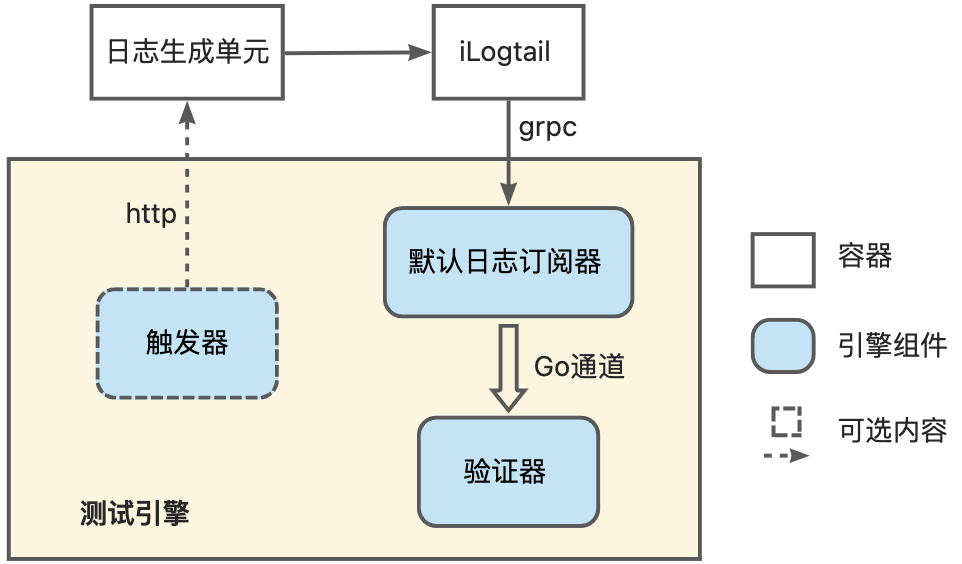 日志生成单元
iLogtail
grpc
http
默认日志订阅器
触发器
Go通道
验证器
测试引擎
容器
引擎组件
可选内容